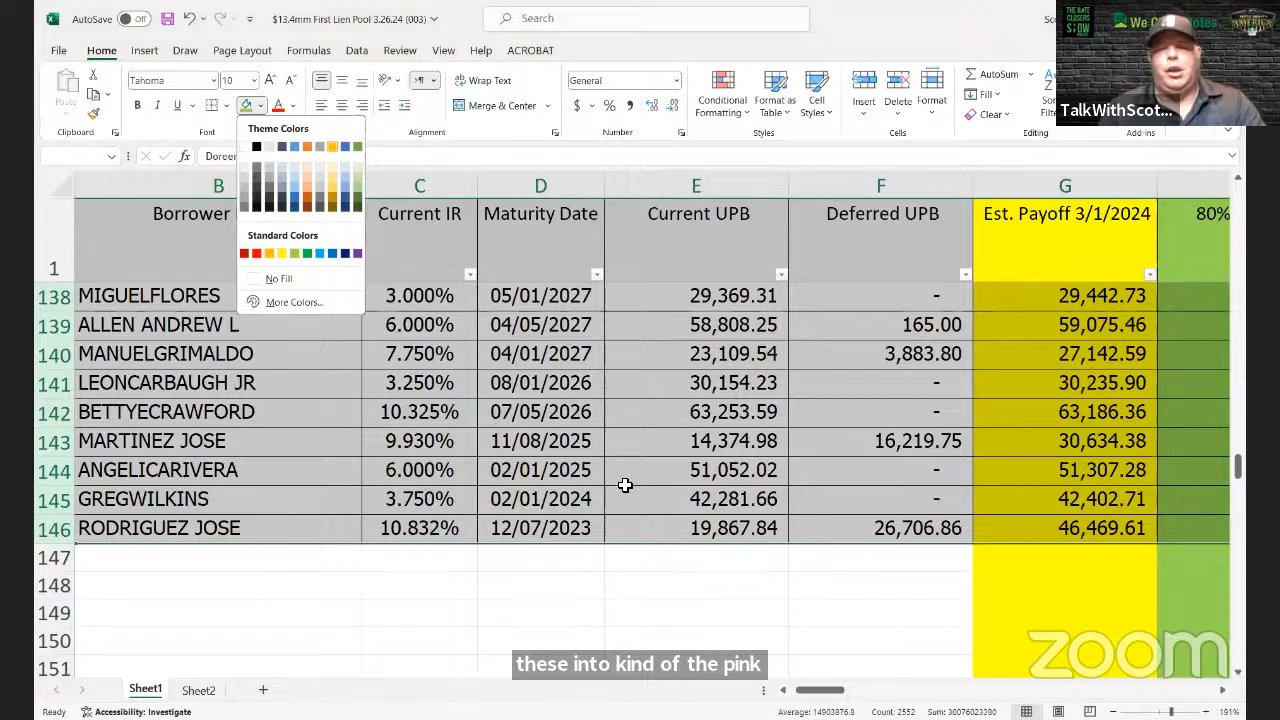 AutoSave Off
$13.4mm First Lien Pool 3.26.24 (003)
Search
THE NOTE CLOSERS SHOW
TalkWithScot...
File Home Insert Draw Page Layout Formulas View Help ACROBAT
Paste
Tahoma 10
B I U
Wrap Text
Merge & Center
General
Conditional Formatting
Format as Table
Cell Styles
Insert Delete Format
AutoSum
Fill
Clear
Clipboard Font Alignment Number Styles Cells Editing Add-ins
Theme Colors
Standard Colors
No Fill
More Colors...
fx
B C D E F G
1 Borrower Current IR Maturity Date Current UPB Deferred UPB Est. Payoff 3/1/2024 80%
138 MIGUELFLORES 3.000% 05/01/2027 29,369.31 - 29,442.73
139 ALLEN ANDREW L 6.000% 04/05/2027 58,808.25 165.00 59,075.46
140 MANUELGRIMALDO 7.750% 04/01/2027 23,109.54 3,883.80 27,142.59
141 LEONCARBAUGH JR 3.250% 08/01/2026 30,154.23 - 30,235.90
142 BETTYECRAWFORD 10.325% 07/05/2026 63,253.59 - 63,186.36
143 MARTINEZ JOSE 9.930% 11/08/2025 14,374.98 16,219.75 30,634.38
144 ANGELICARIVERA 6.000% 02/01/2025 51,052.02 - 51,307.28
145 GREGWILKINS 3.750% 02/01/2024 42,281.66 - 42,402.71
146 RODRIGUEZ JOSE 10.832% 12/07/2023 19,867.84 26,706.86 46,469.61
147
148
149
150
151
zoom
these into kind of the pink
Sheet1 Sheet2
Ready Accessibility: Investigate Average: 14903876.8 Count: 2552 Sum: 30076023380 191%